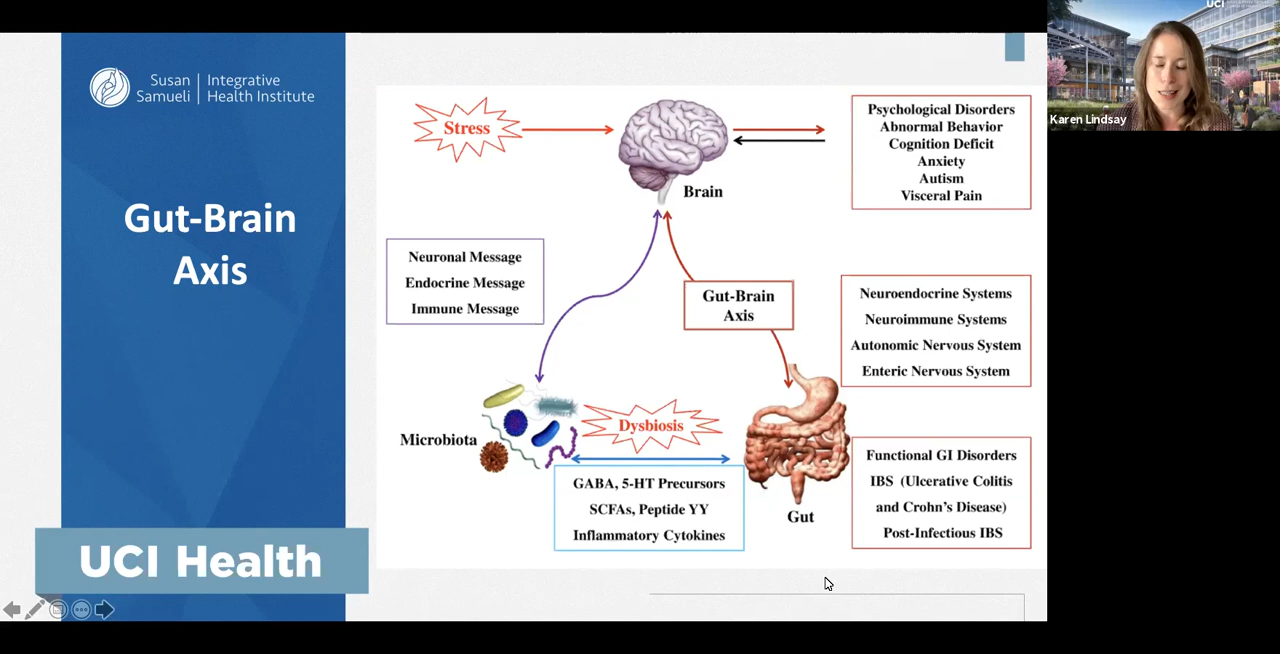 UCI
Karen Lindsay
Susan Samueli
Integrative Health Institute
Gut-Brain
Axis
UCI Health
Stress
Brain
Psychological Disorders
Abnormal Behavior
Cognition Deficit
Anxiety
Autism
Visceral Pain
Neuronal Message
Endocrine Message
Immune Message
Gut-Brain
Axis
Neuroendocrine Systems
Neuroimmune Systems
Autonomic Nervous System
Enteric Nervous System
Microbiota
Dysbiosis
GABA, 5-HT Precursors
SCFAs, Peptide YY
Inflammatory Cytokines
Gut
Functional GI Disorders
IBS (Ulcerative Colitis
and Crohn's Disease)
Post-Infectious IBS